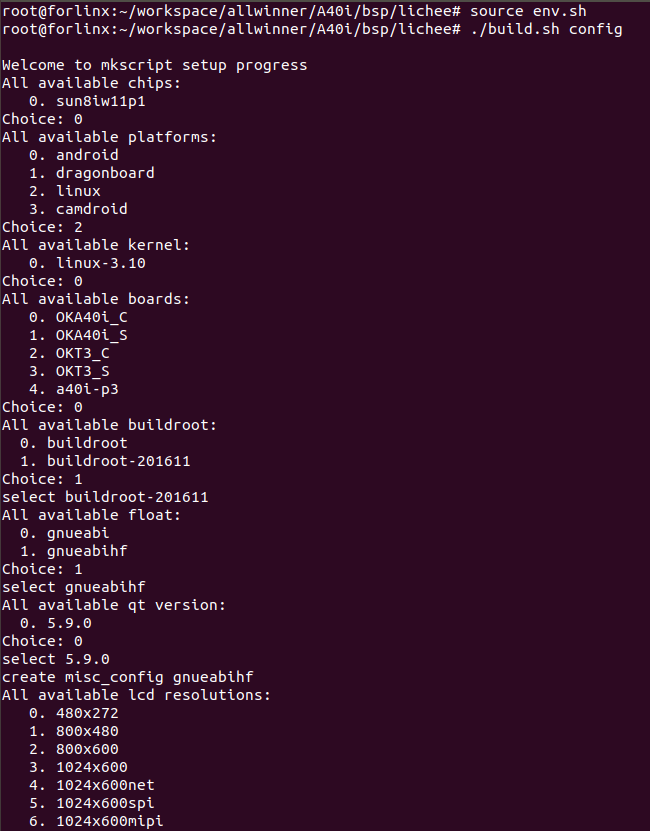 root@forlinx:~/workspace/allwinner/A40i/bsp/lichee# source env.sh
root@forlinx:~/workspace/allwinner/A40i/bsp/lichee# ./build.sh config

Welcome to mkscript setup progress
All available chips:
   0. sun8iw11p1
Choice: 0
All available platforms:
   0. android
   1. dragonboard
   2. linux
   3. camdroid
Choice: 2
All available kernel:
   0. linux-3.10
Choice: 0
All available boards:
   0. OKA40i_C
   1. OKA40i_S
   2. OKT3_C
   3. OKT3_S
   4. a40i-p3
Choice: 0
All available buildroot:
  0. buildroot
  1. buildroot-201611
Choice: 1
select buildroot-201611
All available float:
  0. gnueabi
  1. gnueabihf
Choice: 1
select gnueabihf
All available qt version:
  0. 5.9.0
Choice: 0
select 5.9.0
create misc_config gnueabihf
All available lcd resolutions:
   0. 480x272
   1. 800x480
   2. 800x600
   3. 1024x600
   4. 1024x600net
   5. 1024x600spi
   6. 1024x600mipi